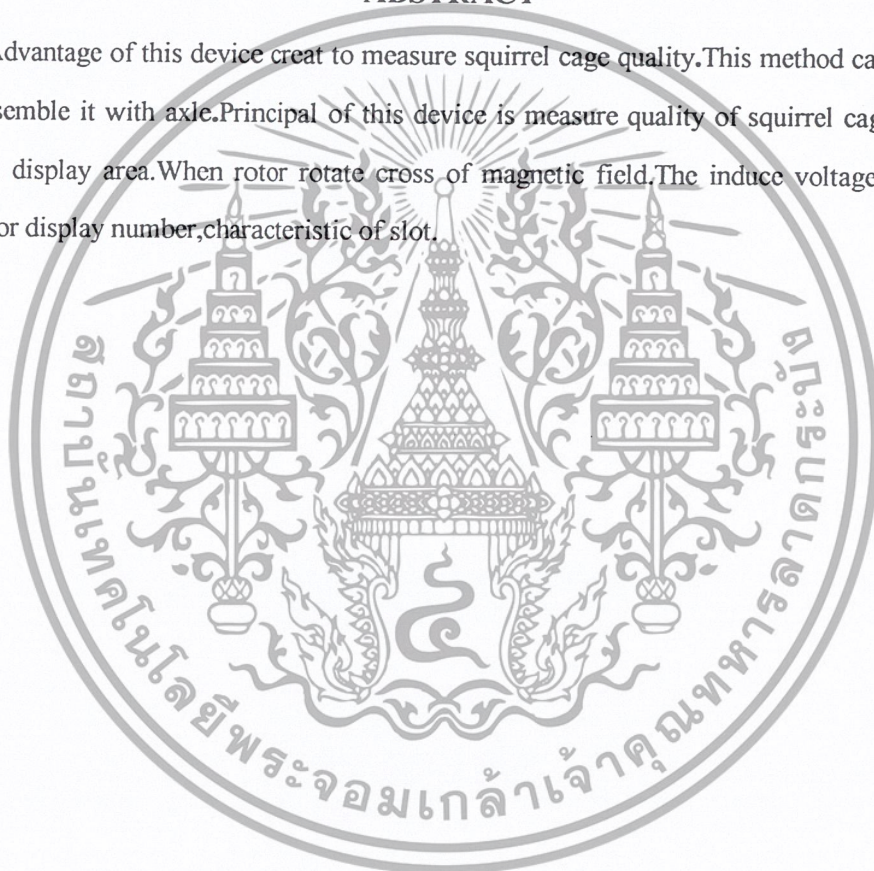 ABSTRACT
Advantage of this device creat to measure squirrel cage quality.This method ca
semble it with axle.Principal of this device is measure quality of squirrel cag
display area.When rotor rotate cross of magnetic field.The induce voltage
or display number,characteristic of slot.
สถาบันเทคโนโลยีพระจอมเกล้าเจ้าคุณทหารลาดกระบัง